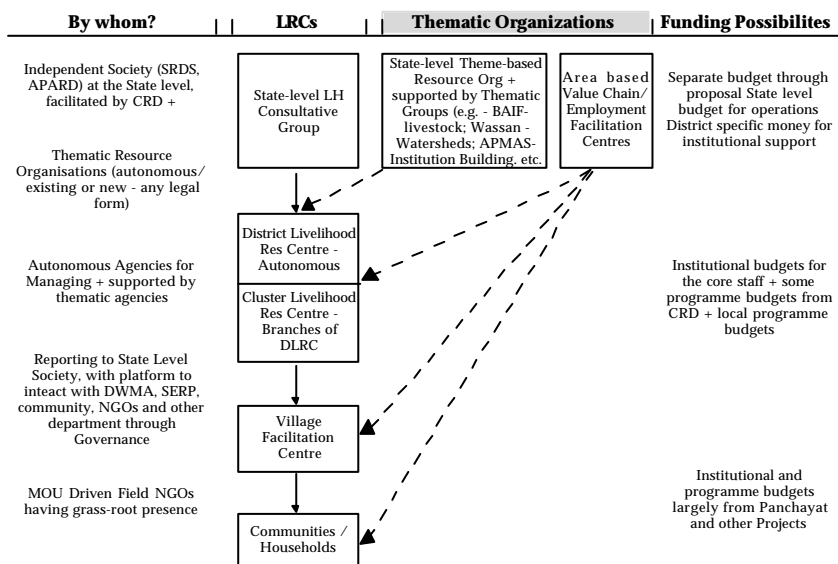 By whom?
LRCs
Thematic Organizations
Funding Possibilites
Independent Society (SRDS,
APARD) at the State level,
facilitated by CRD +
Thematic Resource
Organisations (autonomous/
existing or new - any legal
form)
Autonomous Agencies for
Managing + supported by
thematic agencies
Reporting to State Level
Society, with platform to
inteact with DWMA, SERP,
community, NGOs and other
department through
Governance
MOU Driven Field NGOs
having grass-root presence
State-level LH
Consultative
Group
District Livelihood
Res Centre -
Autonomous
Cluster Livelihood
Res Centre -
Branches of
DLRC
Village
Facilitation
Centre
Communities /
Households
State-level Theme-based
Resource Org +
supported by Thematic
Groups (e.g. - BAIF-
livestock; Wassan -
Watersheds; APMAS-
Institution Building. etc.
Area based
Value Chain/
Employment
Facilitation
Centres
Separate budget through
proposal State level
budget for operations
District specific money for
institutional support
Institutional budgets for
the core staff + some
programme budgets from
CRD + local programme
budgets
Institutional and
programme budgets
largely from Panchayat
and other Projects